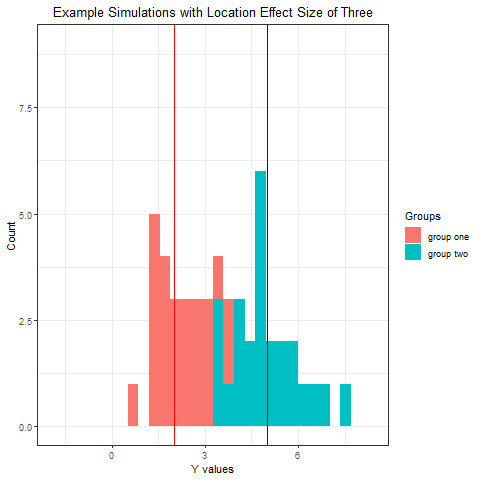 Example Simulations with Location Effect Size of Three
7.5
5.0
2.5
0.0
Count
0 3 6
Y values
Groups
group one
group two